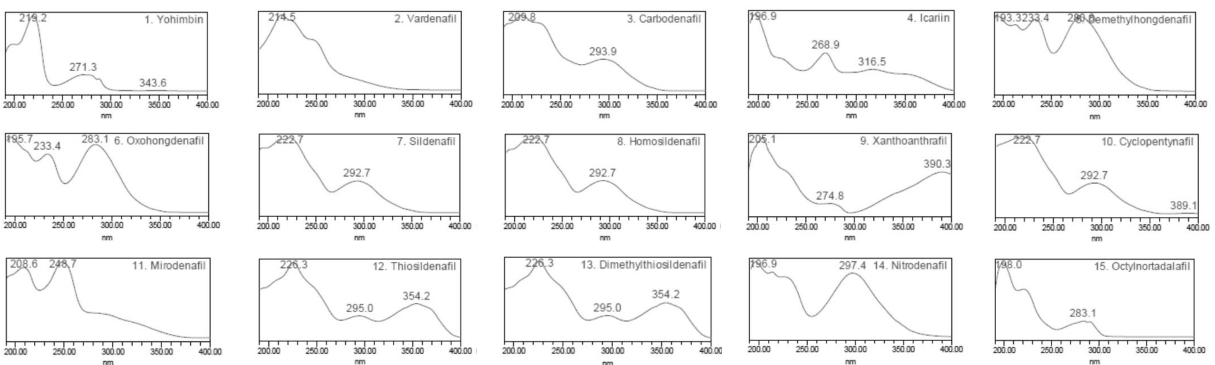 219.2 1. Yohimbin
271.3
343.6
200.00 250.00 300.00 350.00 400.00
nm
214.5 2. Vardenafil
200.00 250.00 300.00 350.00 400.00
nm
209.8 3. Carbodenafil
293.9
200.00 250.00 300.00 350.00 400.00
nm
196.9 4. Icariin
268.9
316.5
200.00 250.00 300.00 350.00 400.00
nm
193.3 233.4 Demethylhongdenafil
200.00 250.00 300.00 350.00 400.00
nm
195.7 6. Oxohongdenafil
233.4 283.1
200.00 250.00 300.00 350.00 400.00
nm
222.7 7. Sildenafil
292.7
200.00 250.00 300.00 350.00 400.00
nm
222.7 8. Homosildenafil
292.7
200.00 250.00 300.00 350.00 400.00
nm
205.1 9. Xanthoanthrafil
390.3
274.8
200.00 250.00 300.00 350.00 400.00
nm
222.7 10. Cyclopentynafil
292.7
389.1
200.00 250.00 300.00 350.00 400.00
nm
208.6 248.7 11. Mirodenafil
200.00 250.00 300.00 350.00 400.00
nm
226.3 12. Thiosildenafil
295.0 354.2
200.00 250.00 300.00 350.00 400.00
nm
226.3 13. Dimethylthiosildenafil
295.0 354.2
200.00 250.00 300.00 350.00 400.00
nm
196.9 297.4 14. Nitrodenafil
200.00 250.00 300.00 350.00 400.00
nm
198.0 15. Octylnortadalafil
283.1
200.00 250.00 300.00 350.00 400.00
nm